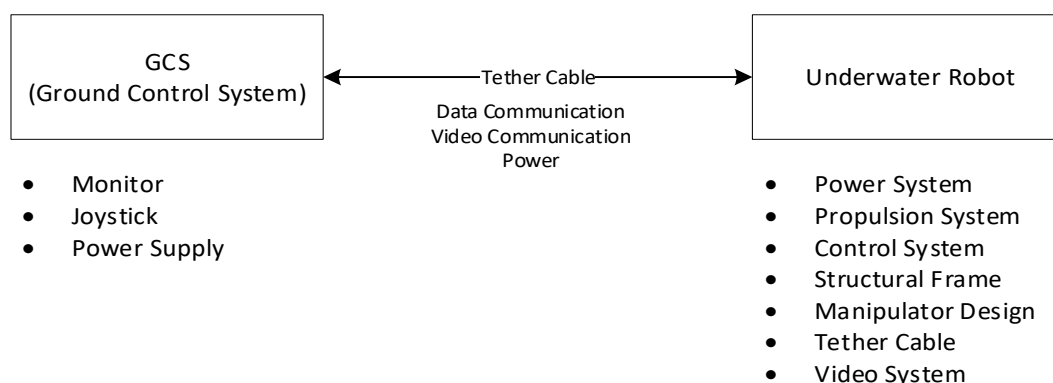 GCS
(Ground Control System)
Tether Cable
Data Communication
Video Communication
Power
Underwater Robot
• Monitor
• Joystick
• Power Supply
• Power System
• Propulsion System
• Control System
• Structural Frame
• Manipulator Design
• Tether Cable
• Video System